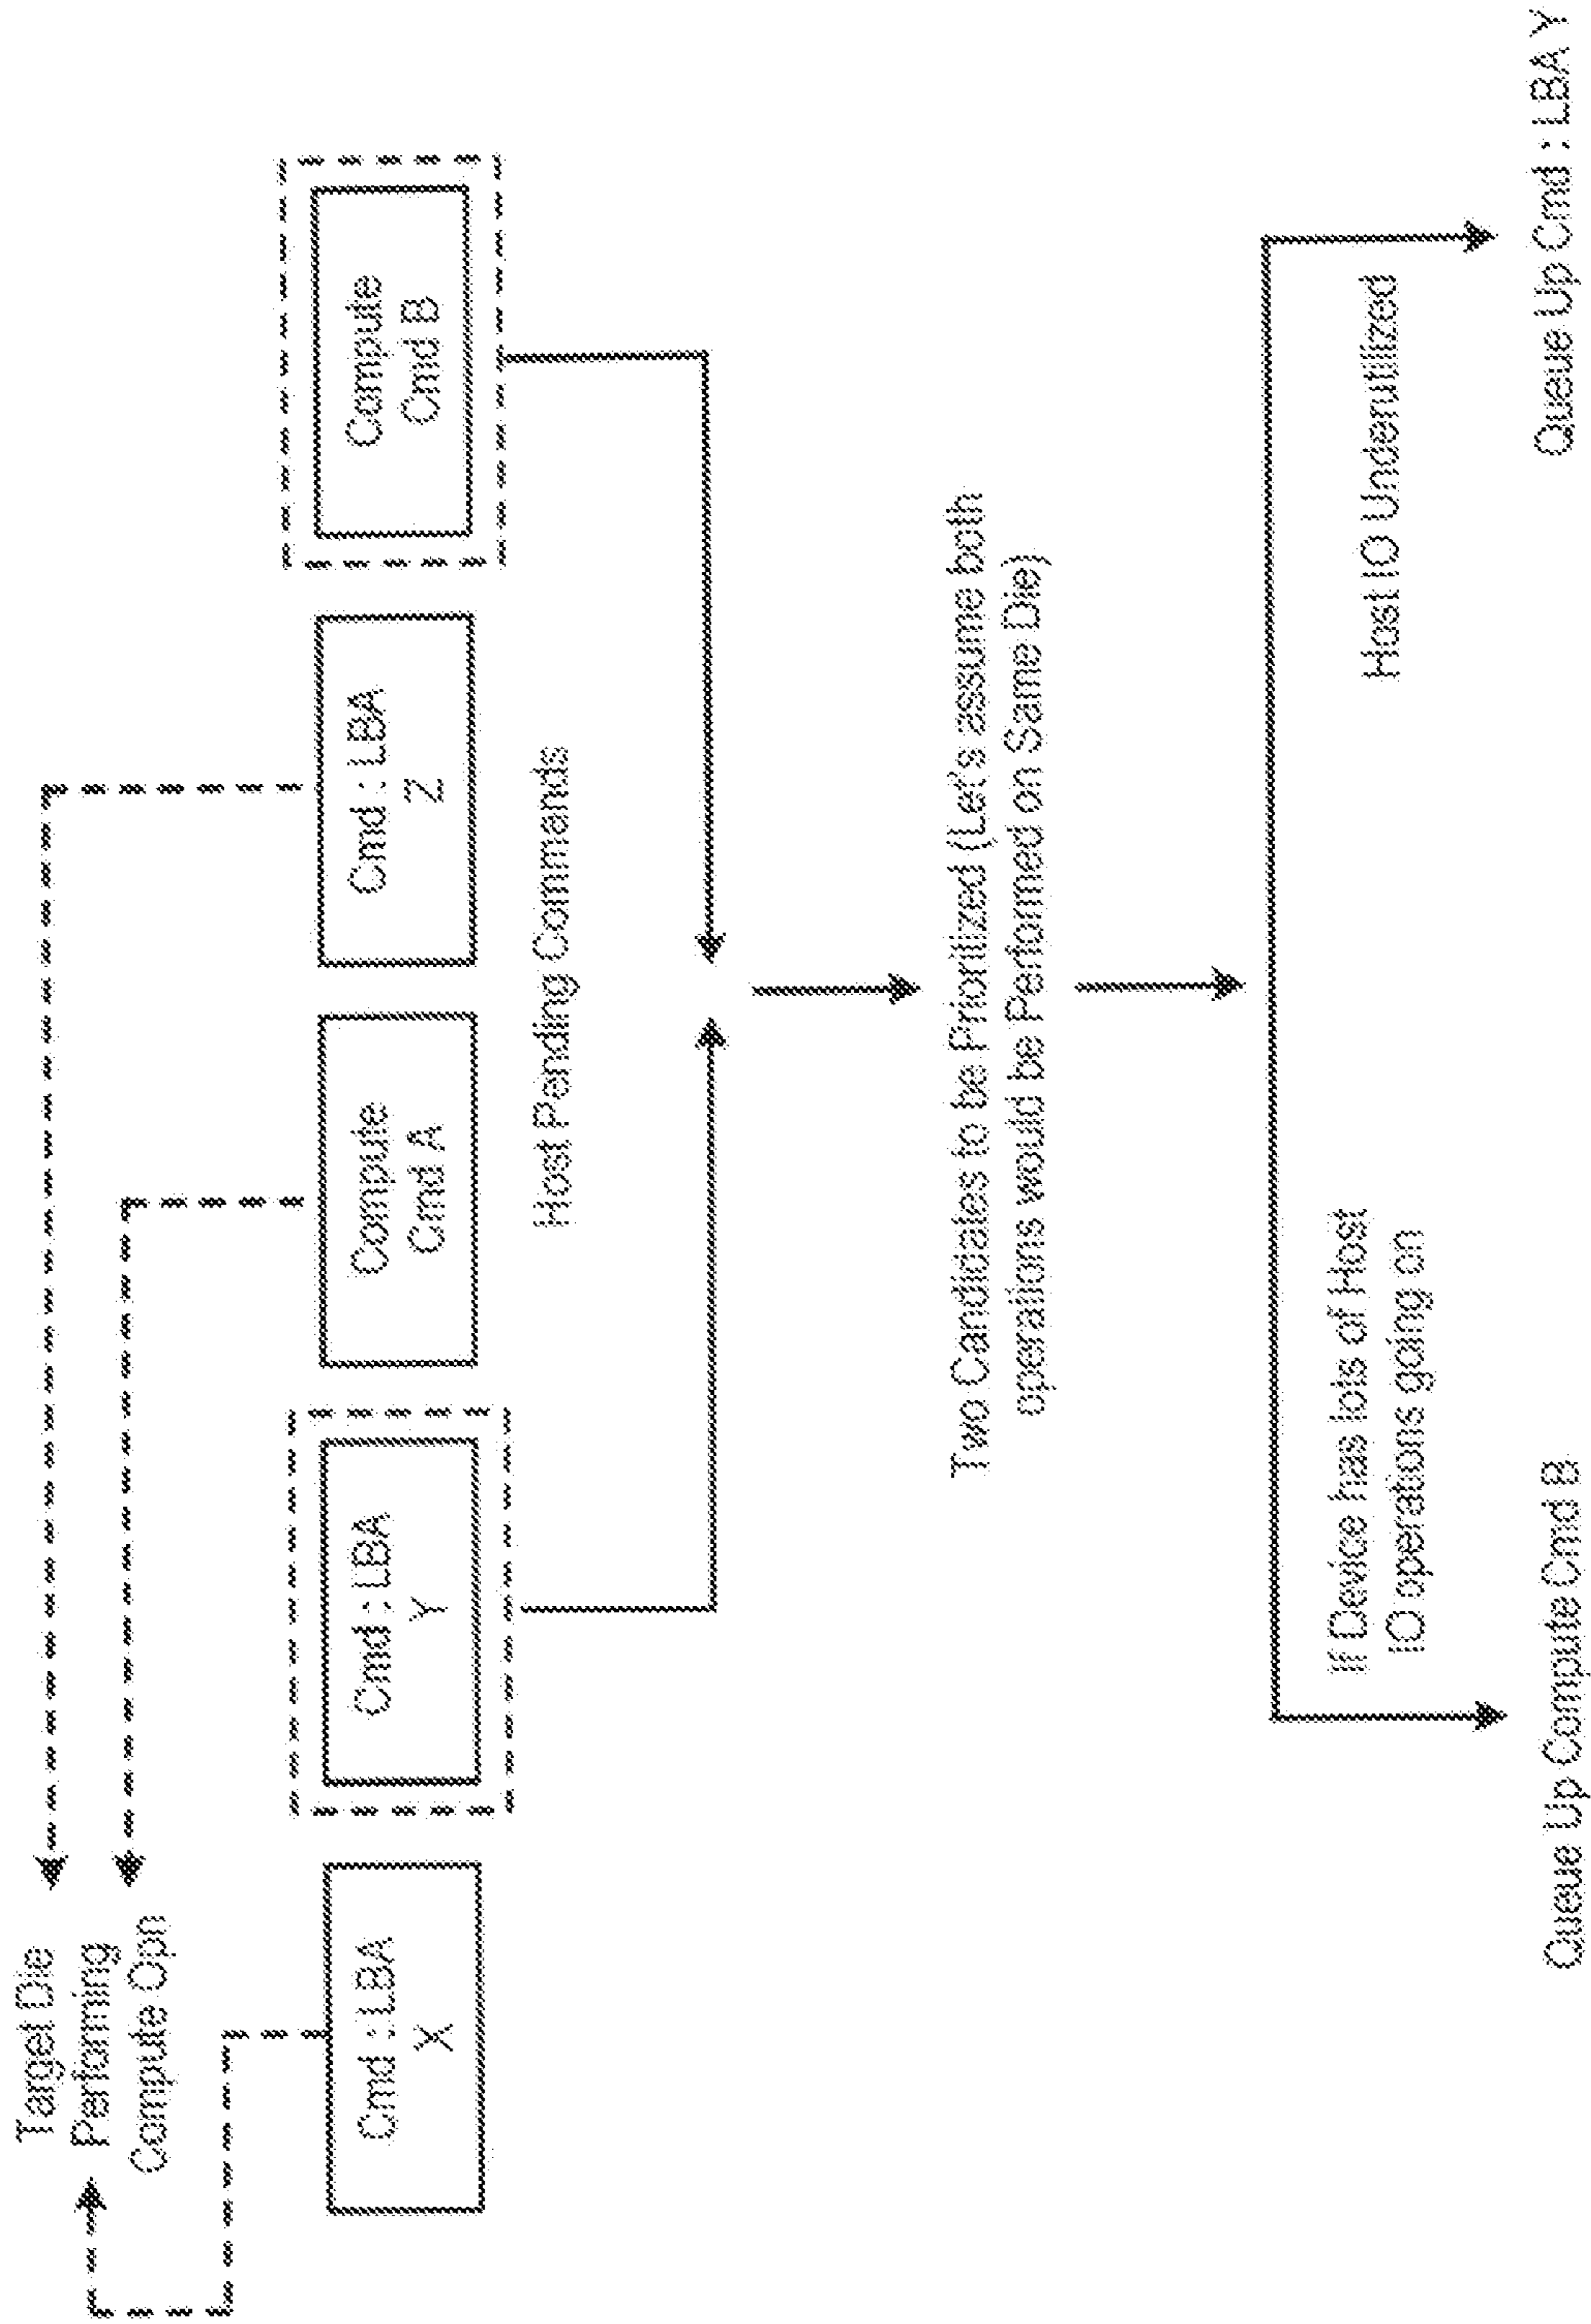 Target Die
Performing
Compute Opn
Cmd : LBA
X
Cmd : LBA
Y
Compute
Cmd A
Cmd : LBA
Z
Compute
Cmd B
Host Pending Commands
Two Candidates to be Prioritized (Let's assume both
operations would be Performed on Same Die)
If Device has lots of Host
IO operations going on
Host IO Underutilized
Queue Up Compute Cmd B
Queue Up Cmd : LBA Y